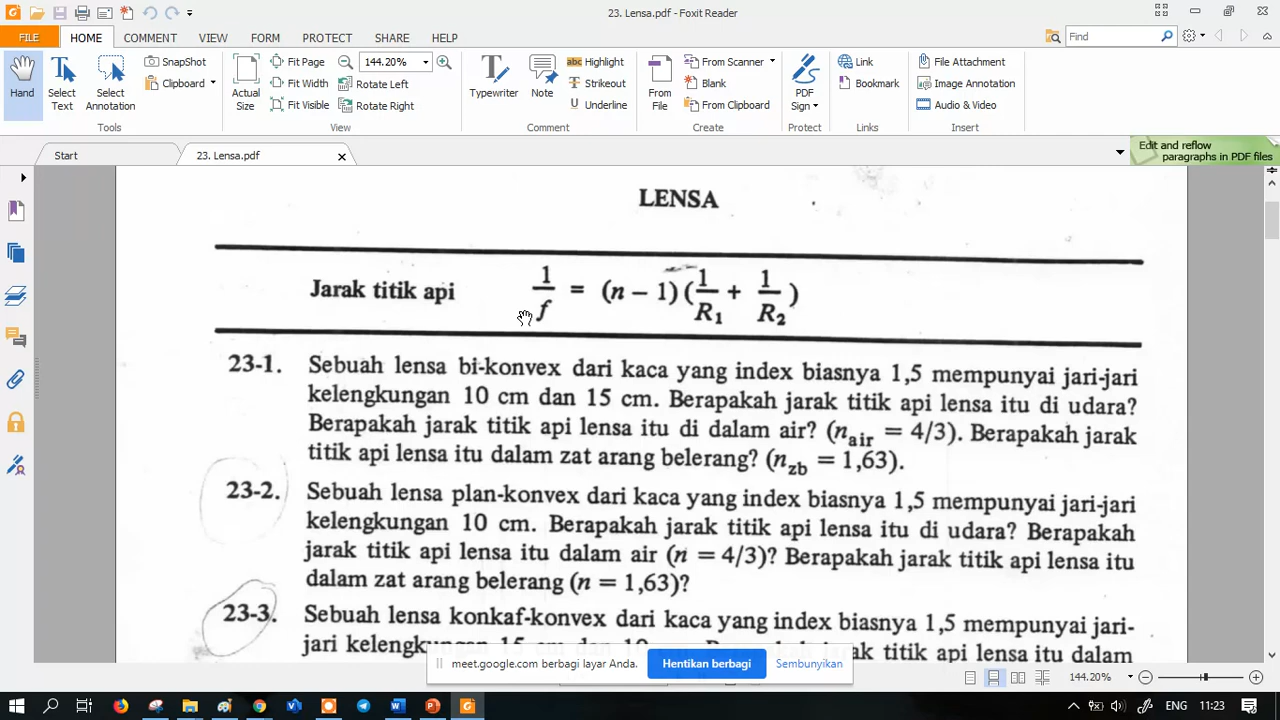 23. Lensa.pdf - Foxit Reader
FILE HOME COMMENT VIEW FORM PROTECT SHARE HELP Find
Hand
Select Text
Select Annotation
SnapShot
Clipboard
Actual Size
Fit Page
Fit Width
Fit Visible
144.20%
Rotate Left
Rotate Right
Typewriter
Note
Highlight
Strikeout
Underline
From File
From Scanner
Blank
From Clipboard
PDF Sign
Link
Bookmark
File Attachment
Image Annotation
Audio & Video
Tools View Comment Create Protect Links Insert
Start 23. Lensa.pdf
Edit and reflow
paragraphs in PDF files
LENSA
Jarak titik api 1/f = (n − 1)(1/R₁ + 1/R₂)
23-1. Sebuah lensa bi-konvex dari kaca yang index biasnya 1,5 mempunyai jari-jari
kelengkungan 10 cm dan 15 cm. Berapakah jarak titik api lensa itu di udara?
Berapakah jarak titik api lensa itu di dalam air? (nair = 4/3). Berapakah jarak
titik api lensa itu dalam zat arang belerang? (nzb = 1,63).
23-2. Sebuah lensa plan-konvex dari kaca yang index biasnya 1,5 mempunyai jari-jari
kelengkungan 10 cm. Berapakah jarak titik api lensa itu di udara? Berapakah
jarak titik api lensa itu dalam air (n = 4/3)? Berapakah jarak titik api lensa itu
dalam zat arang belerang (n = 1,63)?
23-3. Sebuah lensa konkaf-konvex dari kaca yang index biasnya 1,5 mempunyai jari-
jari kelengkungan 15 cm dan 10 cm. titik api lensa itu dalam
meet.google.com berbagi layar Anda. Hentikan berbagi Sembunyikan
144.20%
ENG 11:23